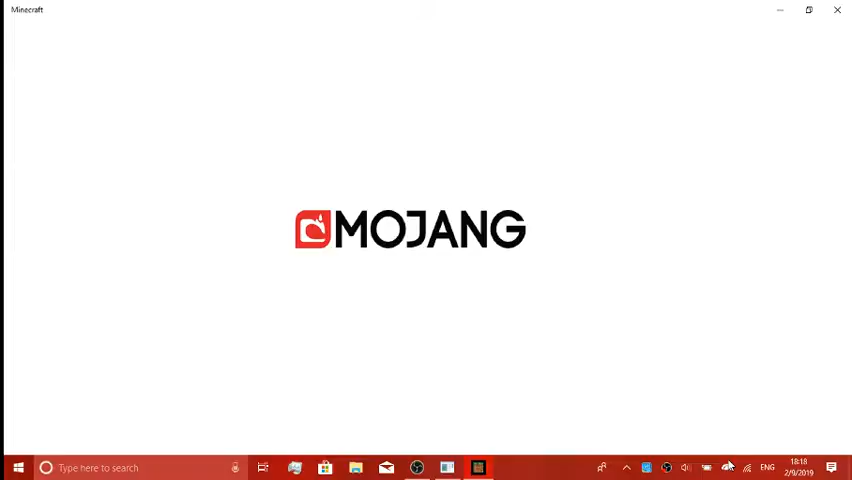 Minecraft
MOJANG
Type here to search
ENG
18:18
2/9/2019